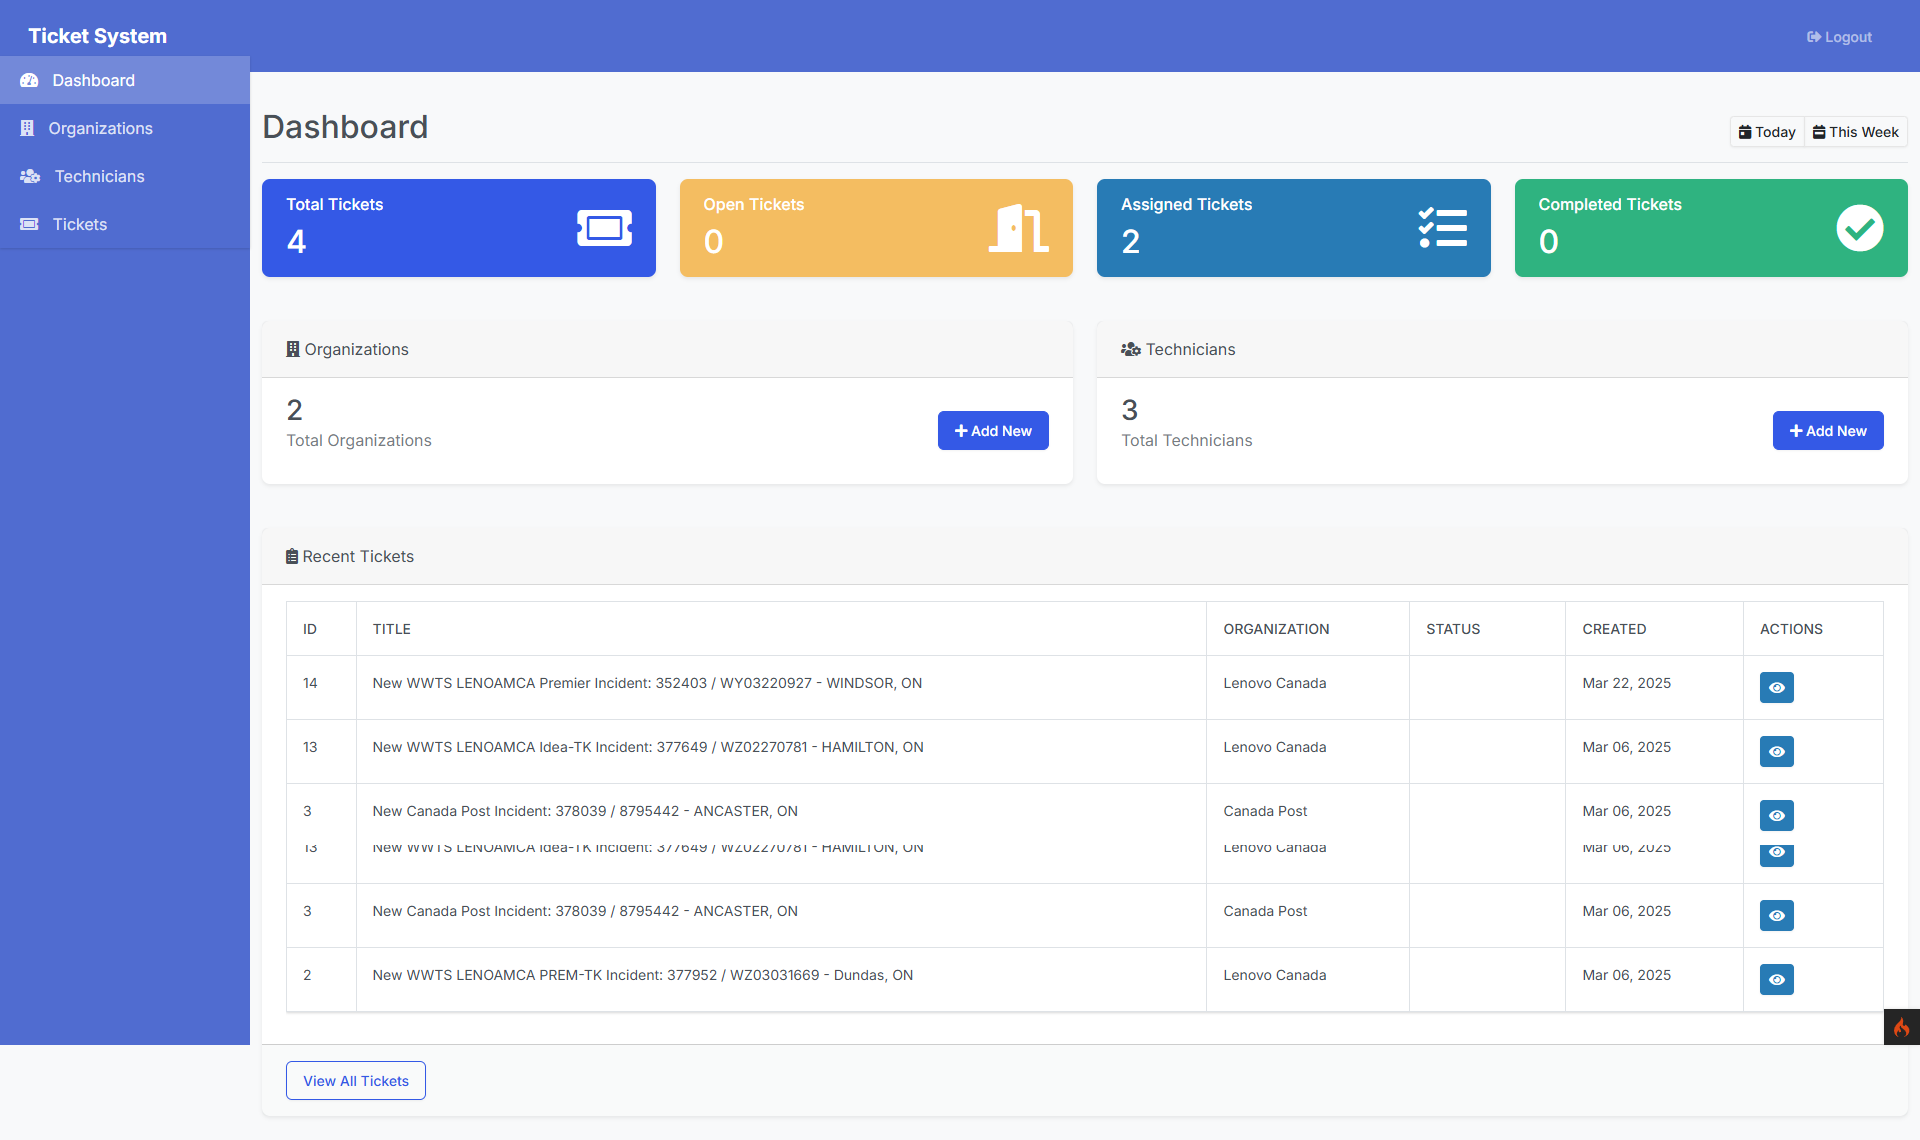 Ticket System
Logout
Dashboard
Organizations
Technicians
Tickets
Dashboard
Today
This Week
Total Tickets
4
Open Tickets
0
Assigned Tickets
2
Completed Tickets
0
Organizations
2
Total Organizations
Add New
Technicians
3
Total Technicians
Add New
Recent Tickets
ID TITLE ORGANIZATION STATUS CREATED ACTIONS
14 New WWTS LENOAMCA Premier Incident: 352403 / WY03220927 - WINDSOR, ON Lenovo Canada Mar 22, 2025
13 New WWTS LENOAMCA Idea-TK Incident: 377649 / WZ02270781 - HAMILTON, ON Lenovo Canada Mar 06, 2025
3 New Canada Post Incident: 378039 / 8795442 - ANCASTER, ON Canada Post Mar 06, 2025
13 New WWTS LENOAMCA Idea-TK Incident: 377649 / WZ02270781 - HAMILTON, ON Lenovo Canada Mar 06, 2025
3 New Canada Post Incident: 378039 / 8795442 - ANCASTER, ON Canada Post Mar 06, 2025
2 New WWTS LENOAMCA PREM-TK Incident: 377952 / WZ03031669 - Dundas, ON Lenovo Canada Mar 06, 2025
View All Tickets